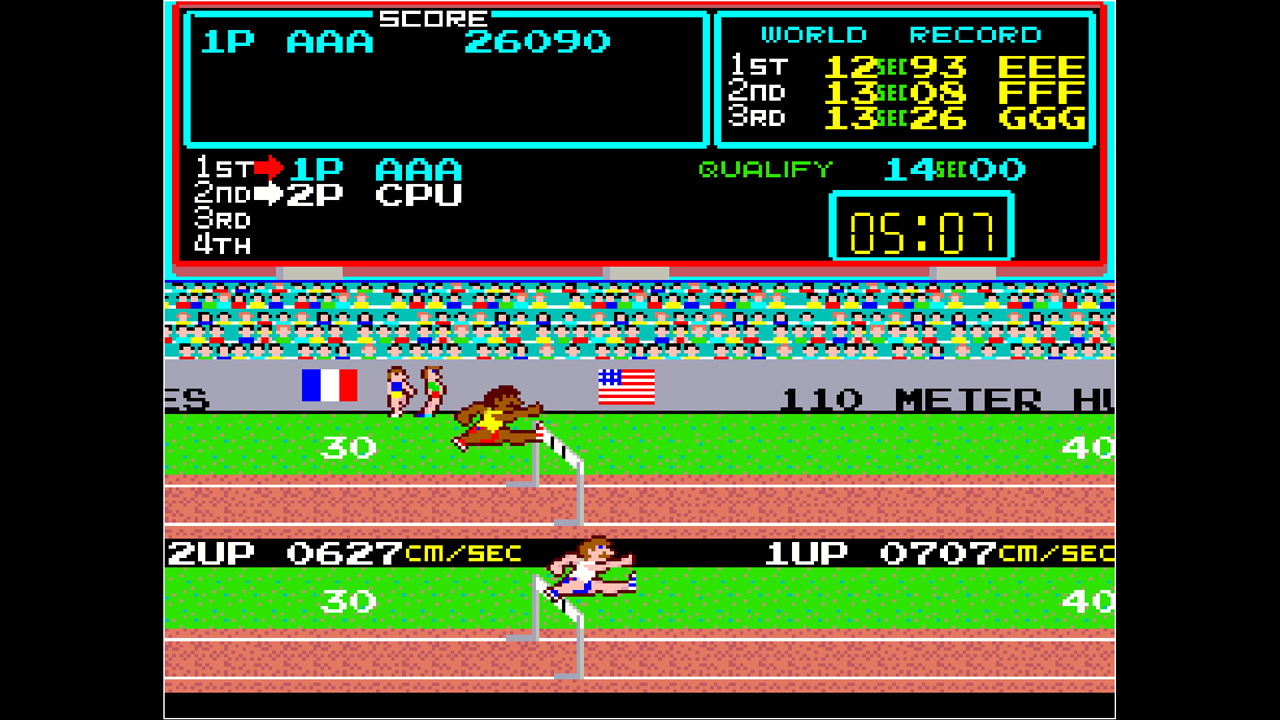 SCORE
1P AAA 26090
WORLD RECORD
1ST 12SEC93 EEE
2ND 13SEC08 FFF
3RD 13SEC26 GGG
1ST 1P AAA
2ND 2P CPU
3RD
4TH
QUALIFY 14SEC00
05:07
ES 110 METER HU
30 40
2UP 0627CM/SEC 1UP 0707CM/SEC
30 40